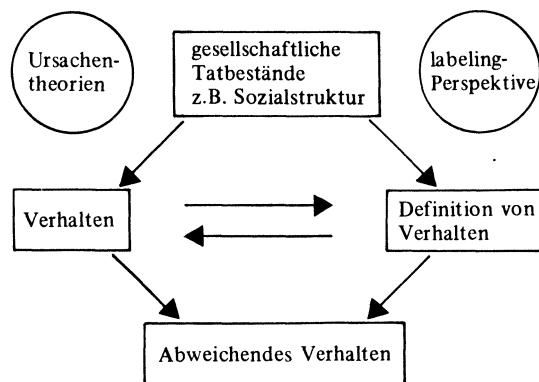 Ursachen-
theorien
gesellschaftliche
Tatbestände
z.B. Sozialstruktur
labeling-
Perspektive
Verhalten
Definition von
Verhalten
Abweichendes Verhalten